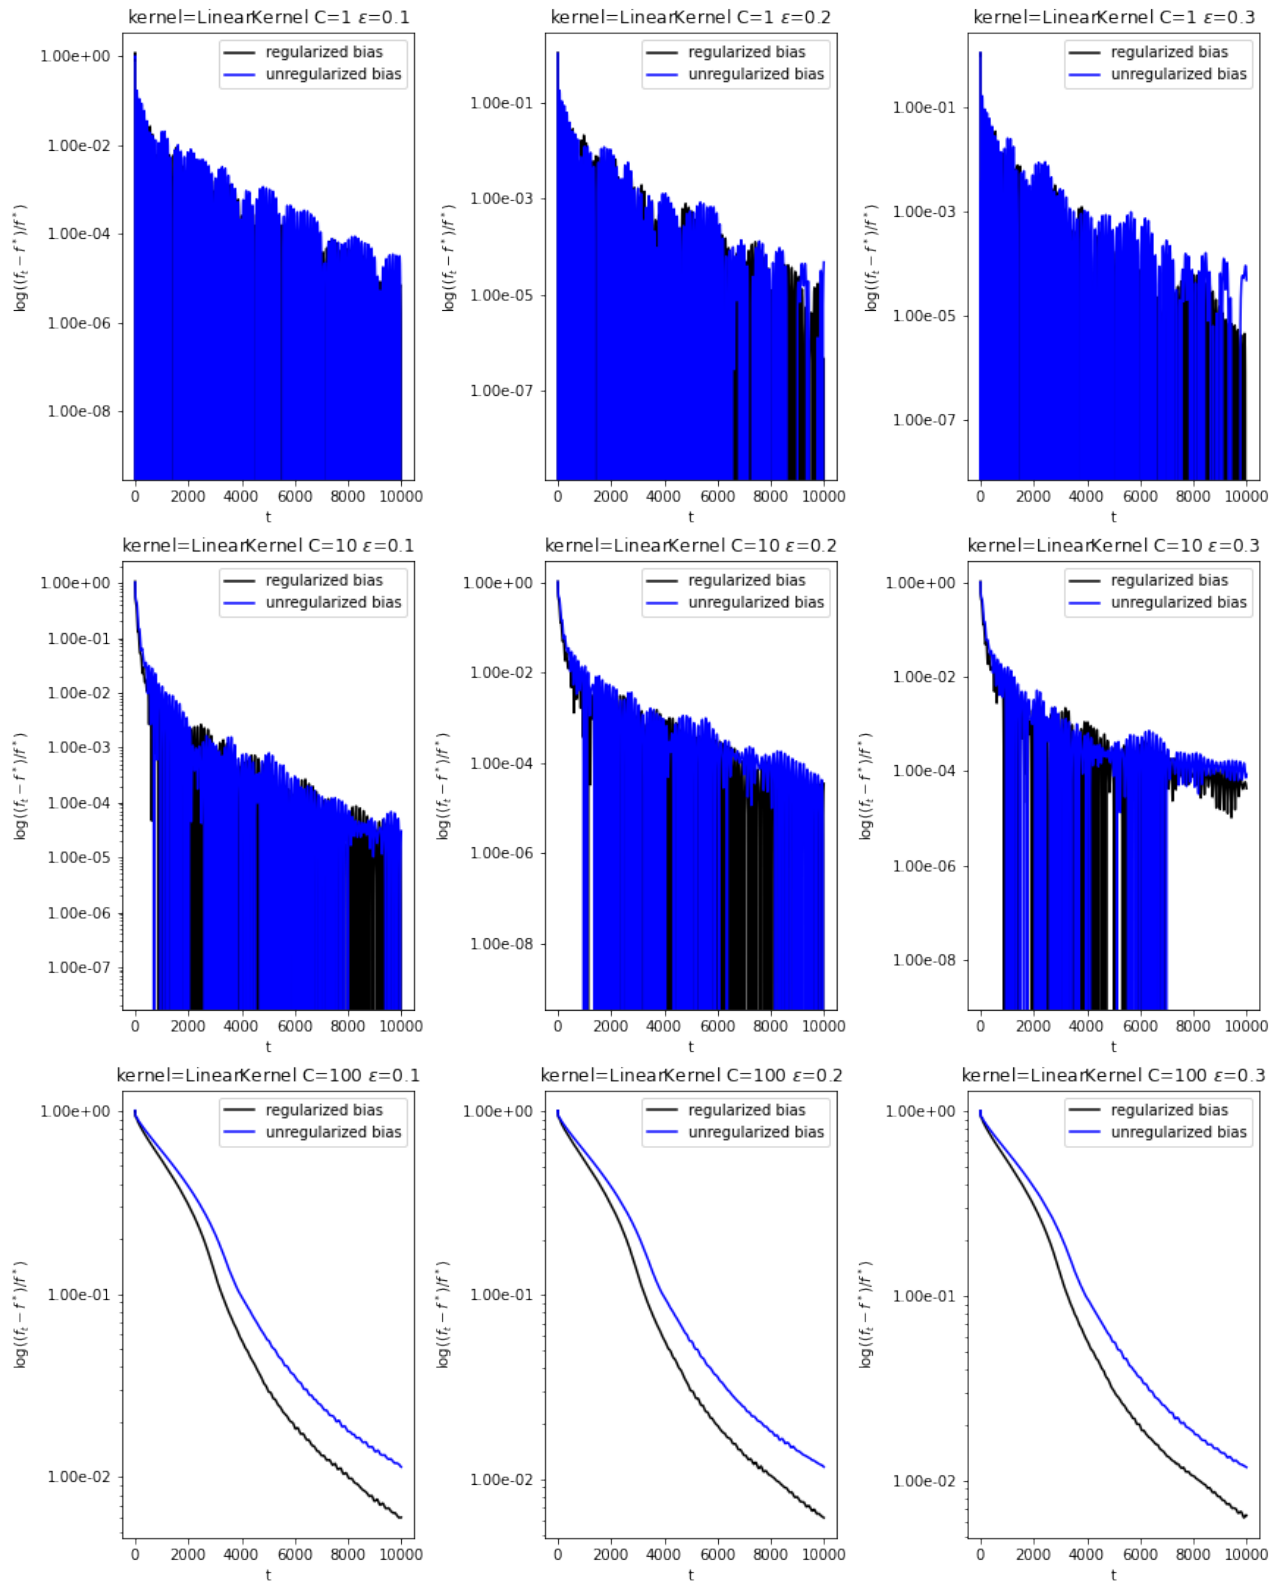 kernel=LinearKernel C=1 ε=0.1
regularized bias
unregularized bias
1.00e+00
1.00e-02
1.00e-04
1.00e-06
1.00e-08
log((f_t − f*)/f*)
0 2000 4000 6000 8000 10000
t
kernel=LinearKernel C=1 ε=0.2
regularized bias
unregularized bias
1.00e-01
1.00e-03
1.00e-05
1.00e-07
log((f_t − f*)/f*)
0 2000 4000 6000 8000 10000
t
kernel=LinearKernel C=1 ε=0.3
regularized bias
unregularized bias
1.00e-01
1.00e-03
1.00e-05
1.00e-07
log((f_t − f*)/f*)
0 2000 4000 6000 8000 10000
t
kernel=LinearKernel C=10 ε=0.1
regularized bias
unregularized bias
1.00e+00
1.00e-01
1.00e-02
1.00e-03
1.00e-04
1.00e-05
1.00e-06
1.00e-07
log((f_t − f*)/f*)
0 2000 4000 6000 8000 10000
t
kernel=LinearKernel C=10 ε=0.2
regularized bias
unregularized bias
1.00e+00
1.00e-02
1.00e-04
1.00e-06
1.00e-08
log((f_t − f*)/f*)
0 2000 4000 6000 8000 10000
t
kernel=LinearKernel C=10 ε=0.3
regularized bias
unregularized bias
1.00e+00
1.00e-02
1.00e-04
1.00e-06
1.00e-08
log((f_t − f*)/f*)
0 2000 4000 6000 8000 10000
t
kernel=LinearKernel C=100 ε=0.1
regularized bias
unregularized bias
1.00e+00
1.00e-01
1.00e-02
log((f_t − f*)/f*)
0 2000 4000 6000 8000 10000
t
kernel=LinearKernel C=100 ε=0.2
regularized bias
unregularized bias
1.00e+00
1.00e-01
1.00e-02
log((f_t − f*)/f*)
0 2000 4000 6000 8000 10000
t
kernel=LinearKernel C=100 ε=0.3
regularized bias
unregularized bias
1.00e+00
1.00e-01
1.00e-02
log((f_t − f*)/f*)
0 2000 4000 6000 8000 10000
t